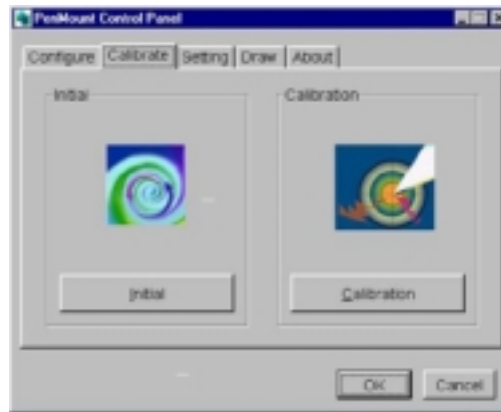 PenMount Control Panel
Configure Calibrate Setting Draw About
Initial Calibration
Initial Calibration
OK Cancel